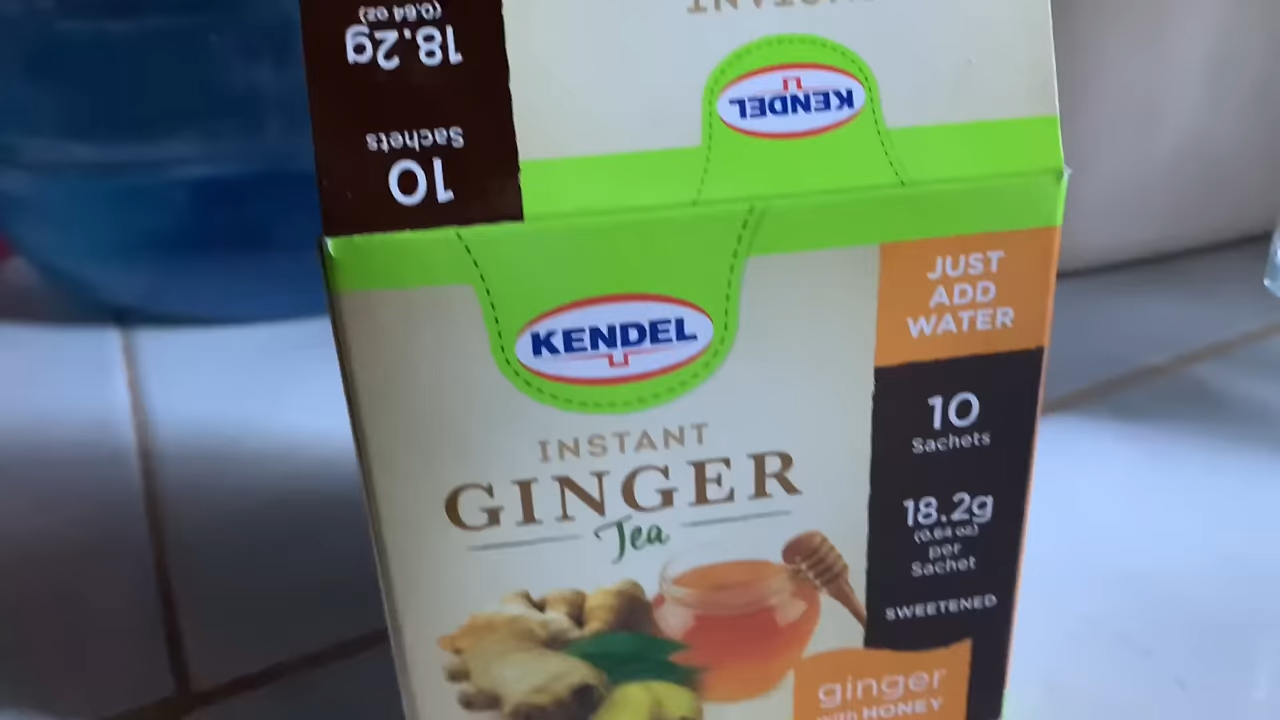 INSTANT
KENDEL
18.2g
(0.64 oz)
10
Sachets
KENDEL
INSTANT
GINGER
Tea
JUST
ADD
WATER
10
Sachets
18.2g
(0.64 oz)
per
Sachet
SWEETENED
ginger
with HONEY